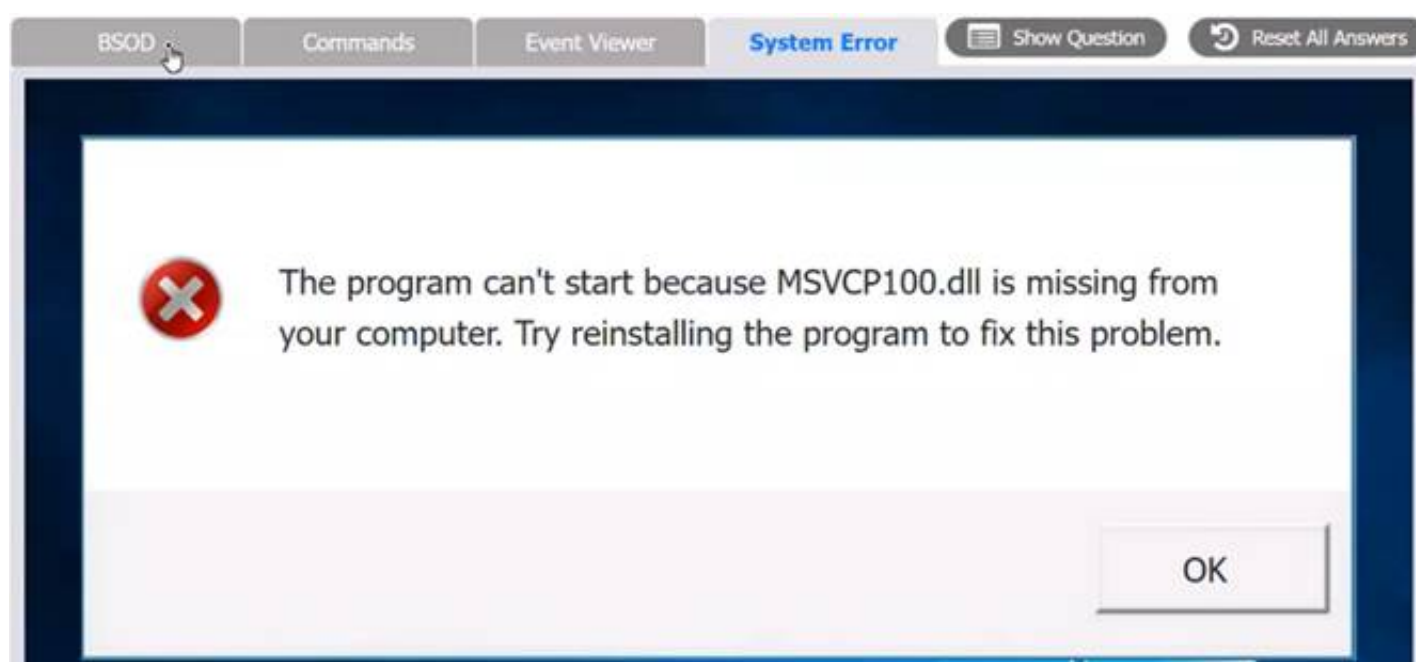 BSOD Commands Event Viewer System Error Show Question Reset All Answers
The program can't start because MSVCP100.dll is missing from
your computer. Try reinstalling the program to fix this problem.
OK